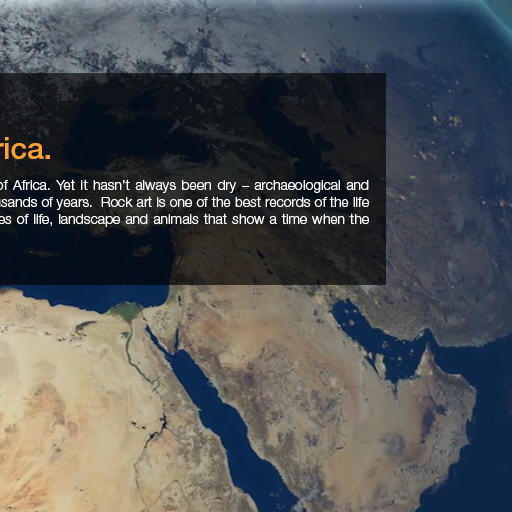 rica.
of Africa. Yet it hasn't always been dry – archaeological and
usands of years. Rock art is one of the best records of the life
es of life, landscape and animals that show a time when the